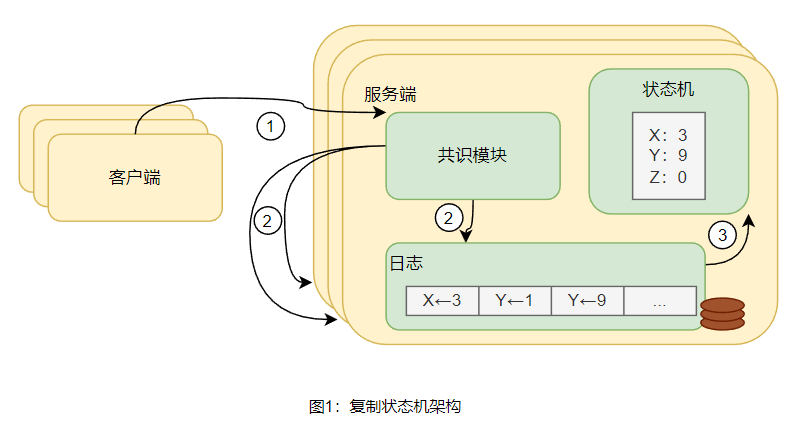 服务端
状态机
X：3
Y：9
Z：0
①
共识模块
客户端
②
②
③
日志
X←3
Y←1
Y←9
...
图1：复制状态机架构